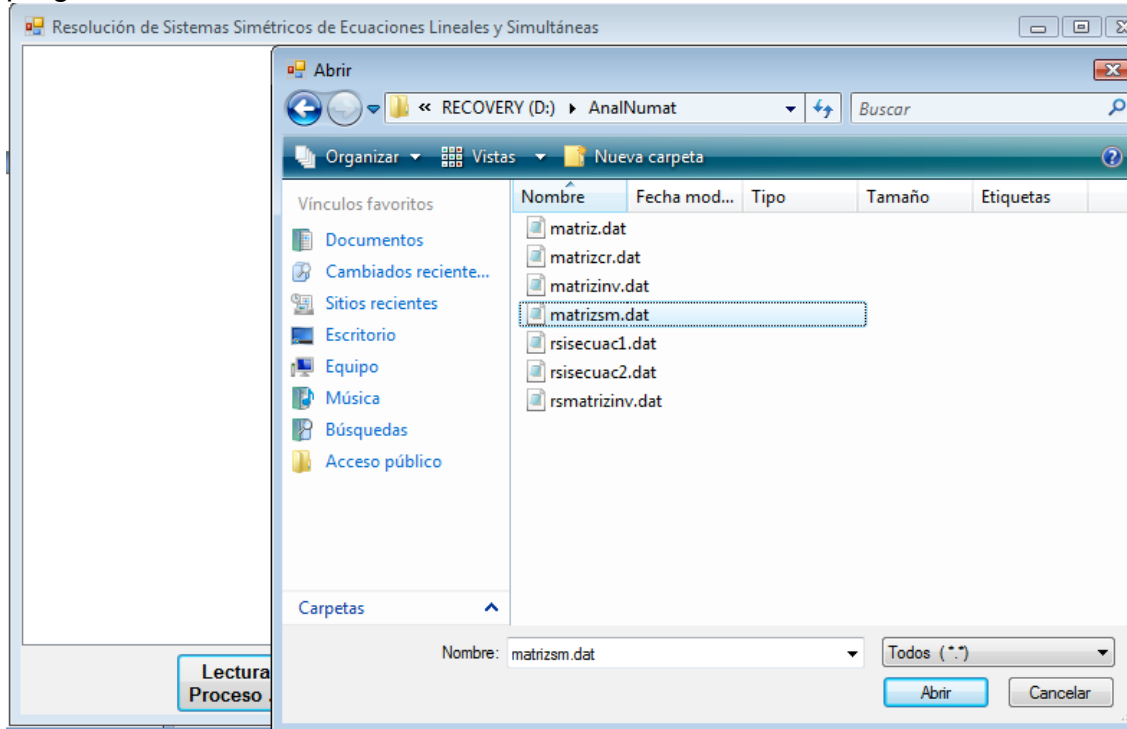 Resolución de Sistemas Simétricos de Ecuaciones Lineales y Simultáneas
Abrir
« RECOVERY (D:) AnalNumat
Buscar
Organizar Vistas Nueva carpeta
Vínculos favoritos
Documentos
Cambiados reciente...
Sitios recientes
Escritorio
Equipo
Música
Búsquedas
Acceso público
Carpetas
Nombre Fecha mod... Tipo Tamaño Etiquetas
matriz.dat
matrizcr.dat
matrizinv.dat
matrizsm.dat
rsisecuac1.dat
rsisecuac2.dat
rsmatrizinv.dat
Nombre: matrizsm.dat Todos (*.*)
Abrir Cancelar
Lectura
Proceso .